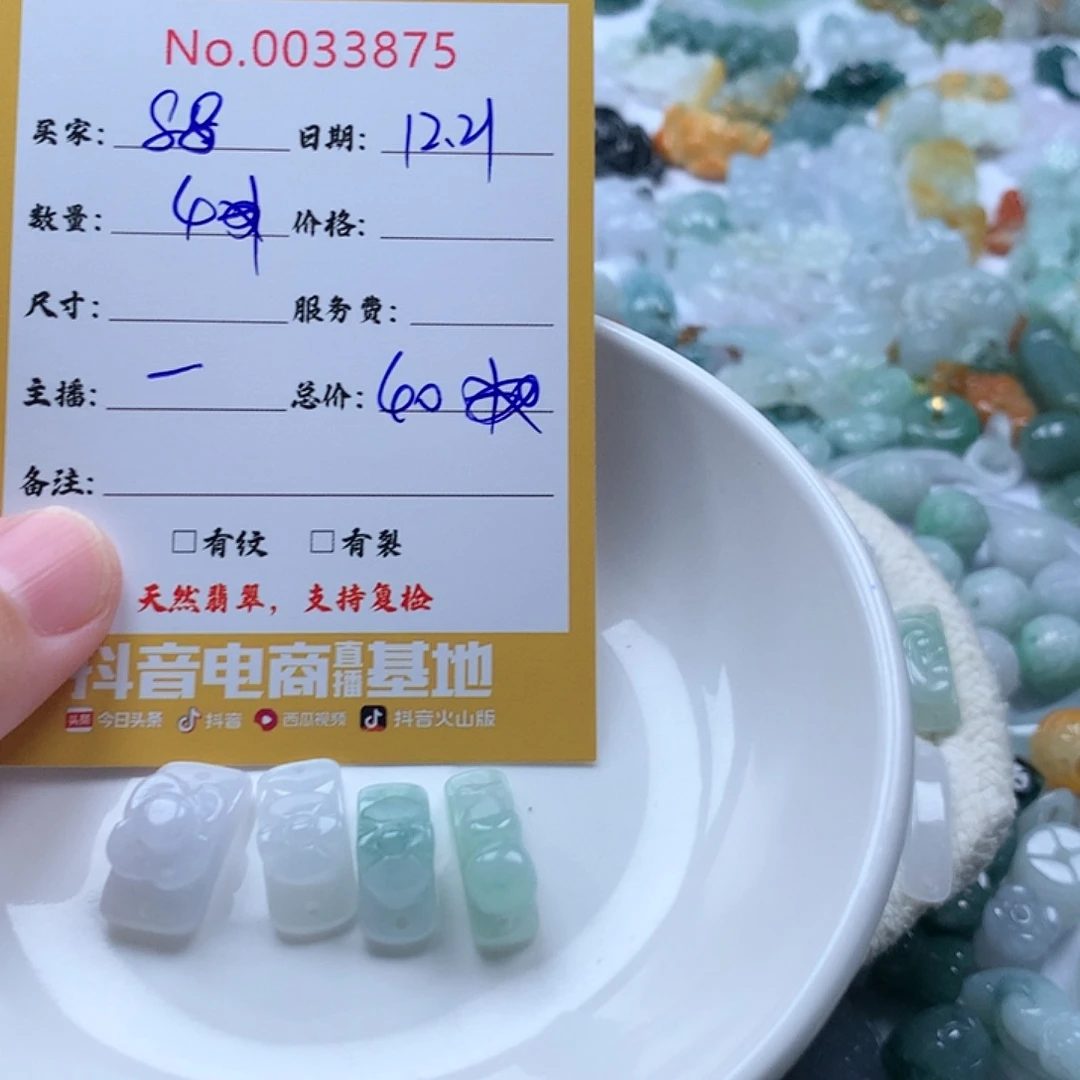 No.0033875
买家: 88 日期: 12.21
数量: 价格:
尺寸: 服务费:
主播: 一 总价: 60
备注:
□有纹 □有裂
天然翡翠，支持复检
抖音电商直播基地
头条 今日头条 抖音 西瓜视频 抖音火山版